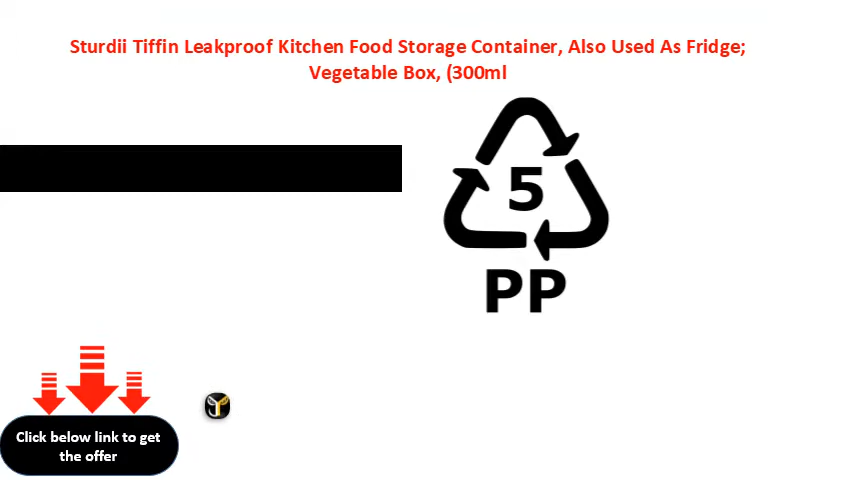 Sturdii Tiffin Leakproof Kitchen Food Storage Container, Also Used As Fridge;
Vegetable Box, (300ml
5
PP
Click below link to get
the offer